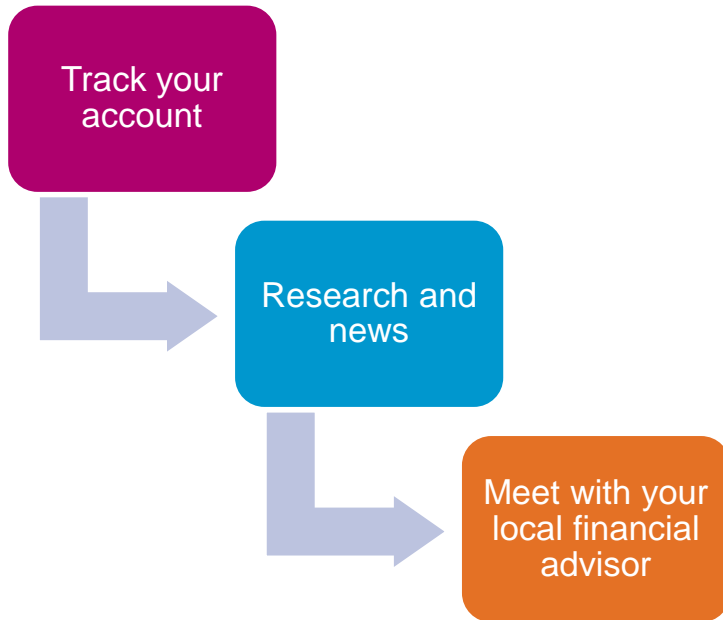 Track your
account
Research and
news
Meet with your
local financial
advisor